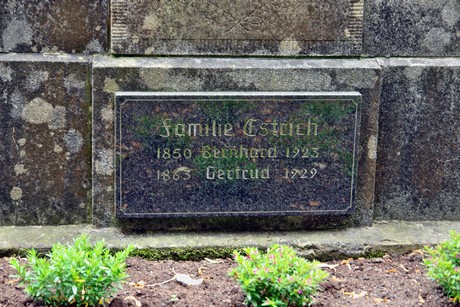 Familie Estrich
1850 Bernhard 1923
1863 Gertrud 1929